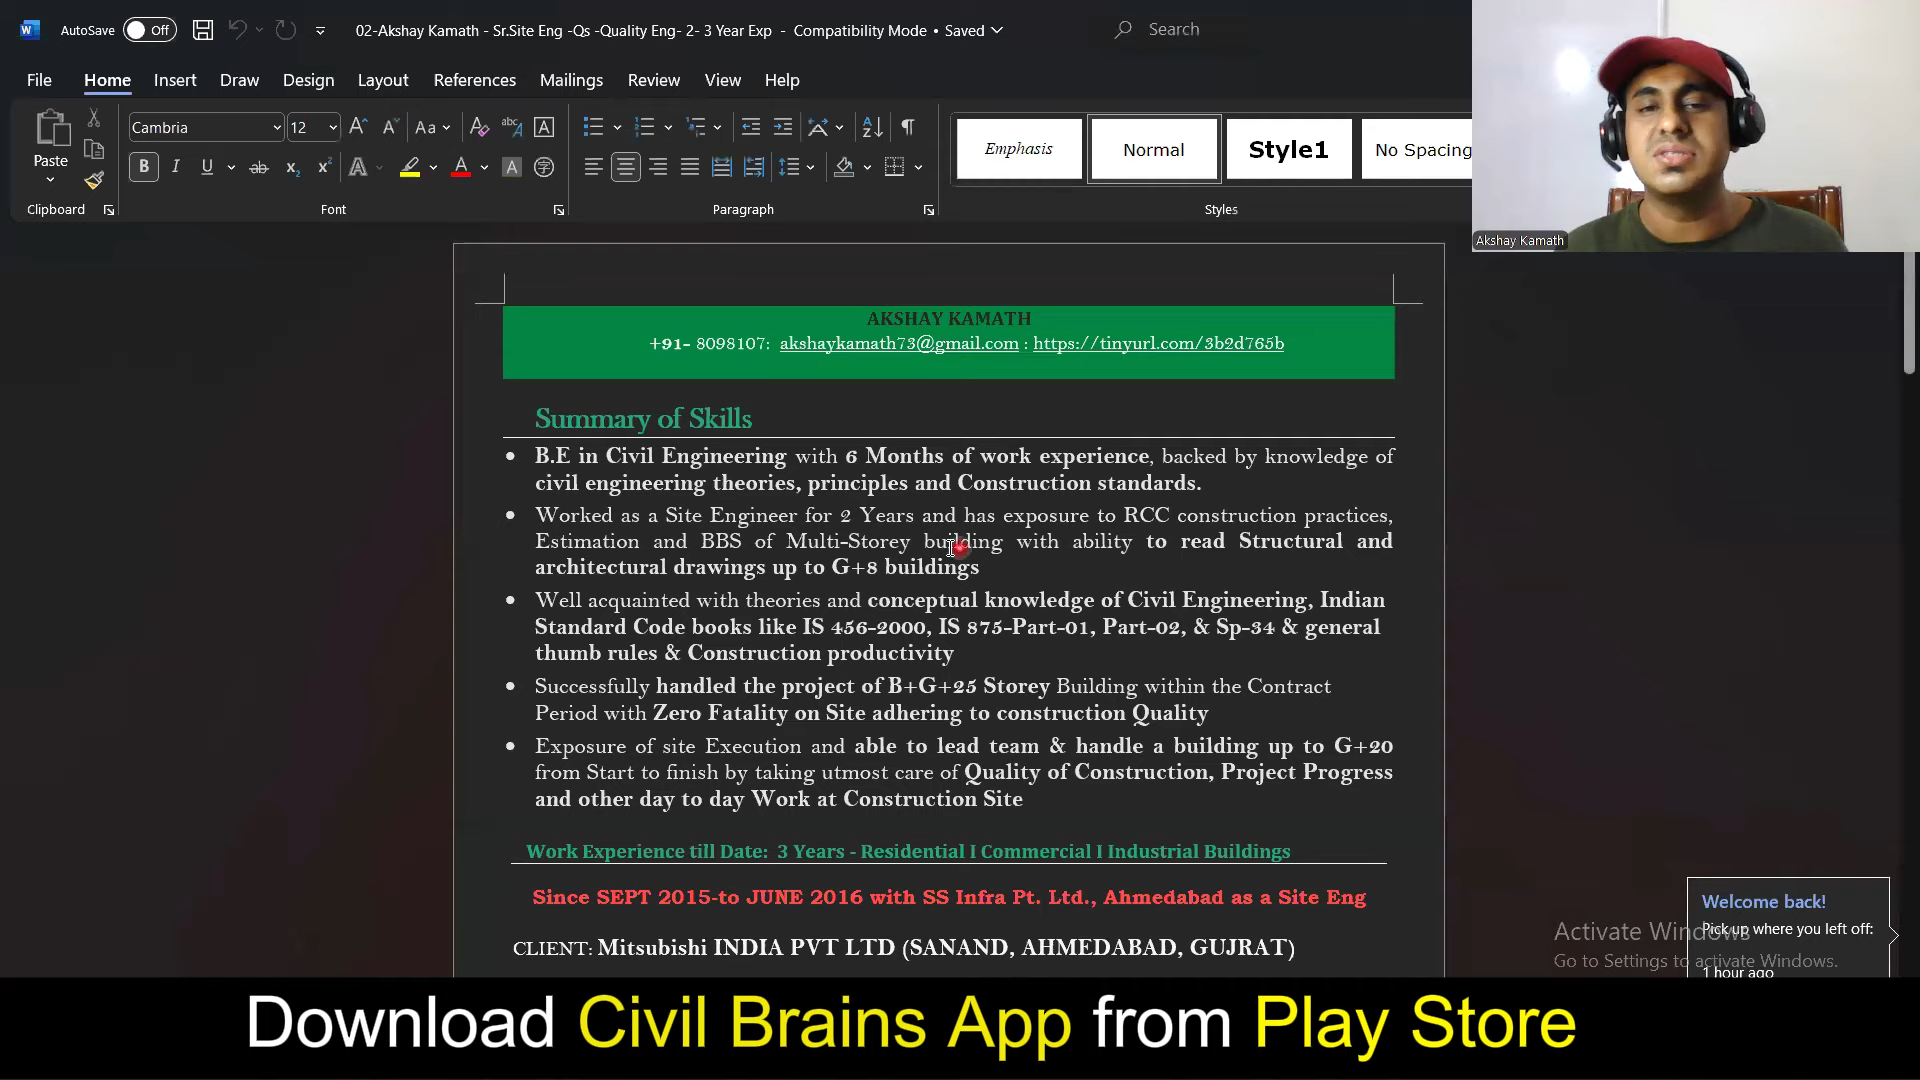 AutoSave Off 02-Akshay Kamath - Sr.Site Eng -Qs -Quality Eng- 2- 3 Year Exp - Compatibility Mode • Saved Search
File Home Insert Draw Design Layout References Mailings Review View Help
Cambria 12 Aa
Paste
Emphasis Normal Style1 No Spacing
Clipboard Font Paragraph Styles
Akshay Kamath
AKSHAY KAMATH
+91- 8098107: akshaykamath73@gmail.com : https://tinyurl.com/3b2d765b
Summary of Skills
• B.E in Civil Engineering with 6 Months of work experience, backed by knowledge of
civil engineering theories, principles and Construction standards.
• Worked as a Site Engineer for 2 Years and has exposure to RCC construction practices,
Estimation and BBS of Multi-Storey building with ability to read Structural and
architectural drawings up to G+8 buildings
• Well acquainted with theories and conceptual knowledge of Civil Engineering, Indian
Standard Code books like IS 456-2000, IS 875-Part-01, Part-02, & Sp-34 & general
thumb rules & Construction productivity
• Successfully handled the project of B+G+25 Storey Building within the Contract
Period with Zero Fatality on Site adhering to construction Quality
• Exposure of site Execution and able to lead team & handle a building up to G+20
from Start to finish by taking utmost care of Quality of Construction, Project Progress
and other day to day Work at Construction Site
Work Experience till Date: 3 Years - Residential I Commercial I Industrial Buildings
Since SEPT 2015-to JUNE 2016 with SS Infra Pt. Ltd., Ahmedabad as a Site Eng
CLIENT: Mitsubishi INDIA PVT LTD (SANAND, AHMEDABAD, GUJRAT)
Welcome back!
Pick up where you left off:
1 hour ago
Activate Windows
Go to Settings to activate Windows.
Download Civil Brains App from Play Store